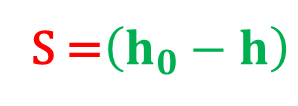 S =(h₀ − h)